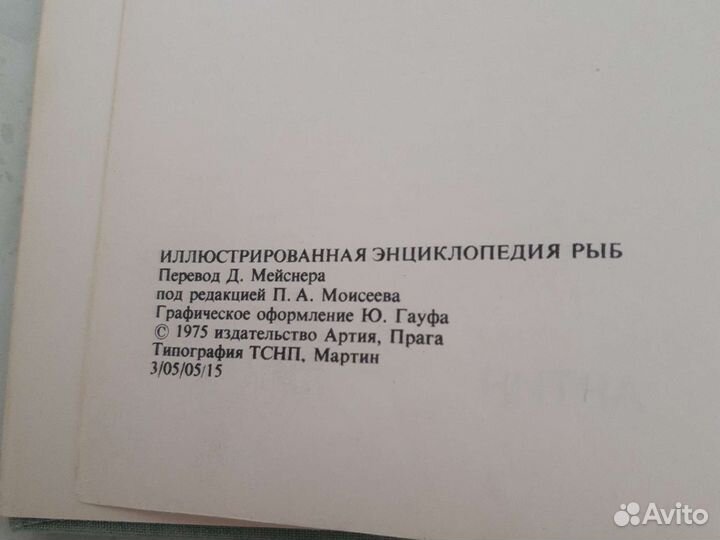 ИЛЛЮСТРИРОВАННАЯ ЭНЦИКЛОПЕДИЯ РЫБ
Перевод Д. Мейснера
под редакцией П. А. Моисеева
Графическое оформление Ю. Гауфа
© 1975 издательство Артия, Прага
Типография ТСНП, Мартин
3/05/05/15
Avito